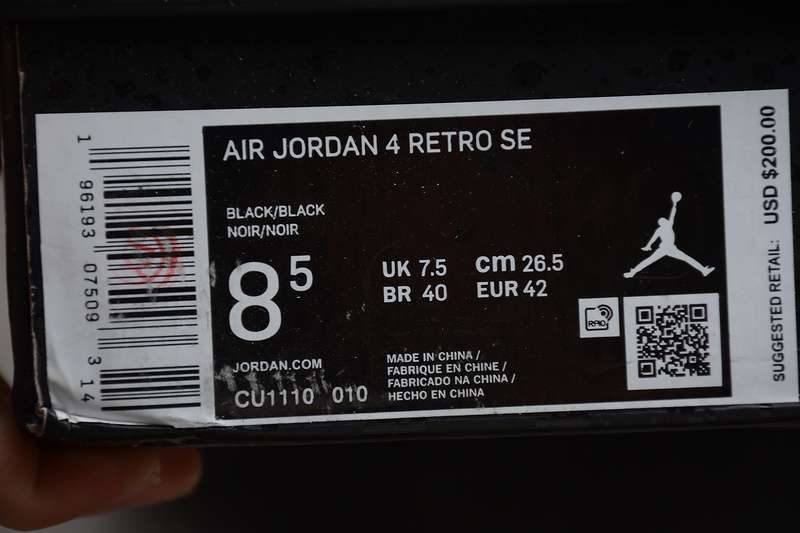 AIR JORDAN 4 RETRO SE
BLACK/BLACK
NOIR/NOIR
8 5
UK 7.5 cm 26.5
BR 40 EUR 42
JORDAN.COM
CU1110 010
MADE IN CHINA /
FABRIQUE EN CHINE /
FABRICADO NA CHINA /
HECHO EN CHINA
RFID
1 96193 07509 3 14
SUGGESTED RETAIL: USD $200.00